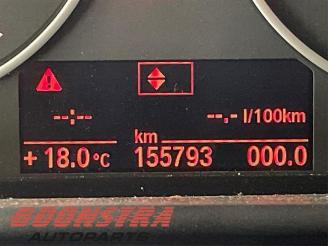 --:-- --.- l/100km
km
+ 18.0 °C 155793 000.0
BOONSTRA
AUTOPARTS